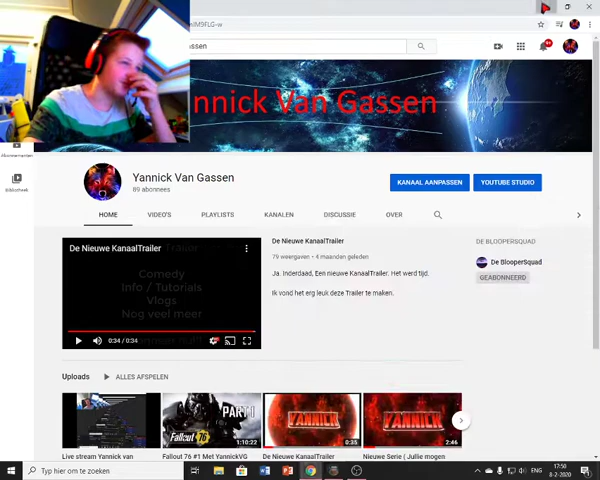 assen
nnick Van Gassen
Abonnementen
Bibliotheek
Yannick Van Gassen
89 abonnees
KANAAL AANPASSEN
YOUTUBE STUDIO
HOME
VIDEO'S
PLAYLISTS
KANALEN
DISCUSSIE
OVER
De Nieuwe KanaalTrailer
Comedy
Info / Tutorials
Vlogs
Nog veel meer
0:34 / 0:34
De Nieuwe KanaalTrailer
79 weergaven • 4 maanden geleden
Ja. Inderdaad, Een nieuwe KanaalTrailer. Het werd tijd.
Ik vond het erg leuk deze Trailer te maken.
DE BLOOPERSQUAD
De BlooperSquad
GEABONNEERD
Uploads
ALLES AFSPELEN
Fallout 76
PART 1
1:10:22
YANNICK
0:35
YANNICK
2:46
Live stream Yannick van
Fallout 76 #1 Met YannickVG
De Nieuwe KanaalTrailer
Nieuwe Serie ( Jullie mogen
Typ hier om te zoeken
ENG
17:50
8-2-2020